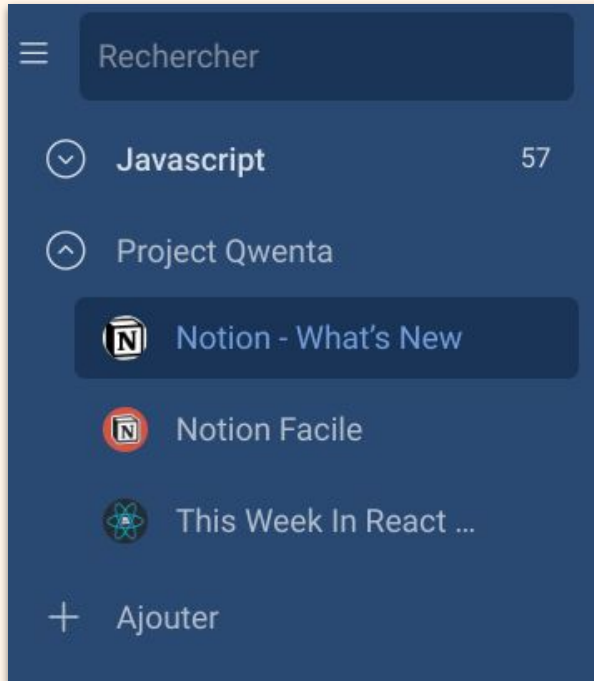 Rechercher
Javascript 57
Project Qwenta
N Notion - What's New
N Notion Facile
This Week In React ...
Ajouter